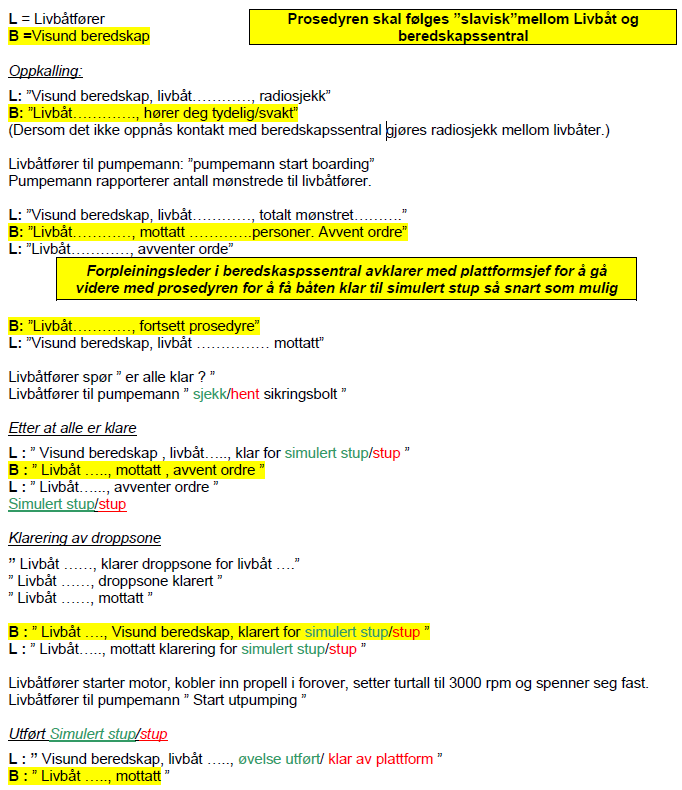 L = Livbåtfører
B =Visund beredskap
Prosedyren skal følges ”slavisk”mellom Livbåt og
beredskapssentral
Oppkalling:
L: ”Visund beredskap, livbåt…………, radiosjekk”
B: ”Livbåt…………, hører deg tydelig/svakt”
(Dersom det ikke oppnås kontakt med beredskapssentral gjøres radiosjekk mellom livbåter.)
Livbåtfører til pumpemann: ”pumpemann start boarding”
Pumpemann rapporterer antall mønstrede til livbåtfører.
L: ”Visund beredskap, livbåt…………, totalt mønstret……….”
B: ”Livbåt…………, mottatt …………personer. Avvent ordre”
L: ”Livbåt…………, avventer orde”
Forpleiningsleder i beredskaspssentral avklarer med plattformsjef for å gå
videre med prosedyren for å få båten klar til simulert stup så snart som mulig
B: ”Livbåt…………, fortsett prosedyre”
L: ”Visund beredskap, livbåt …………… mottatt”
Livbåtfører spør ” er alle klar ? ”
Livbåtfører til pumpemann ” sjekk/hent sikringsbolt ”
Etter at alle er klare
L : ” Visund beredskap , livbåt….., klar for simulert stup/stup ”
B : ” Livbåt ….., mottatt , avvent ordre ”
L : ” Livbåt…..., avventer ordre ”
Simulert stup/stup
Klarering av droppsone
” Livbåt ……, klarer droppsone for livbåt ….”
” Livbåt ……, droppsone klarert ”
” Livbåt ……, mottatt ”
B : ” Livbåt …., Visund beredskap, klarert for simulert stup/stup ”
L : ” Livbåt….., mottatt klarering for simulert stup/stup ”
Livbåtfører starter motor, kobler inn propell i forover, setter turtall til 3000 rpm og spenner seg fast.
Livbåtfører til pumpemann ” Start utpumping ”
Utført Simulert stup/stup
L : ” Visund beredskap, livbåt ….., øvelse utført/ klar av plattform ”
B : ” Livbåt ….., mottatt ”